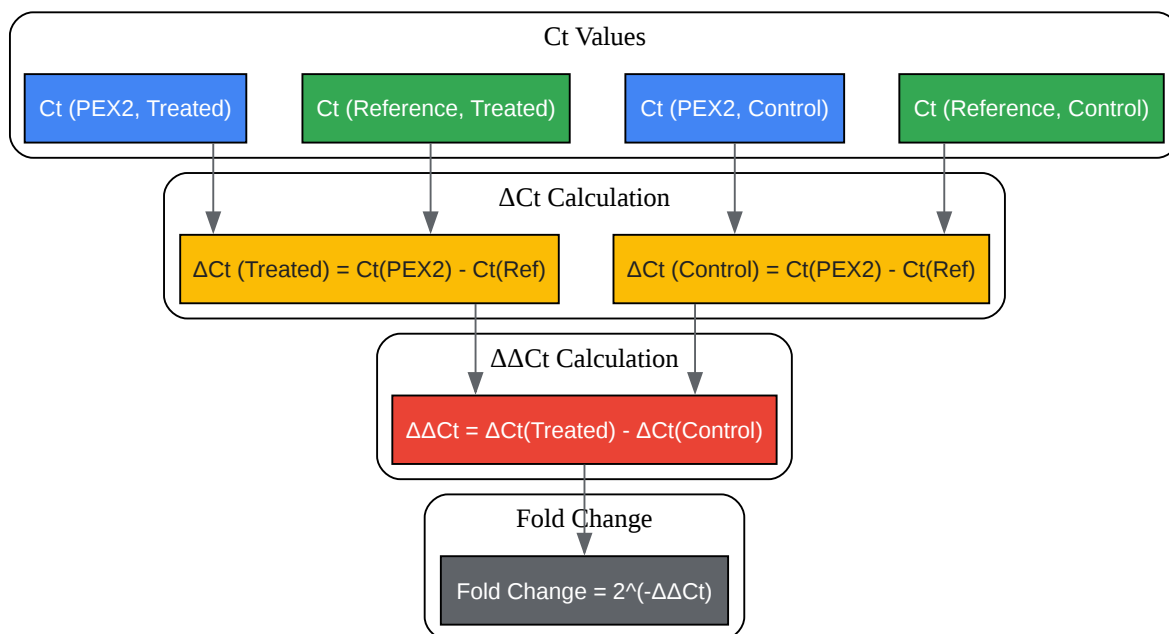 Ct Values
Ct (PEX2, Treated)
Ct (Reference, Treated)
Ct (PEX2, Control)
Ct (Reference, Control)
ΔCt Calculation
ΔCt (Treated) = Ct(PEX2) - Ct(Ref)
ΔCt (Control) = Ct(PEX2) - Ct(Ref)
ΔΔCt Calculation
ΔΔCt = ΔCt(Treated) - ΔCt(Control)
Fold Change
Fold Change = 2^(-ΔΔCt)